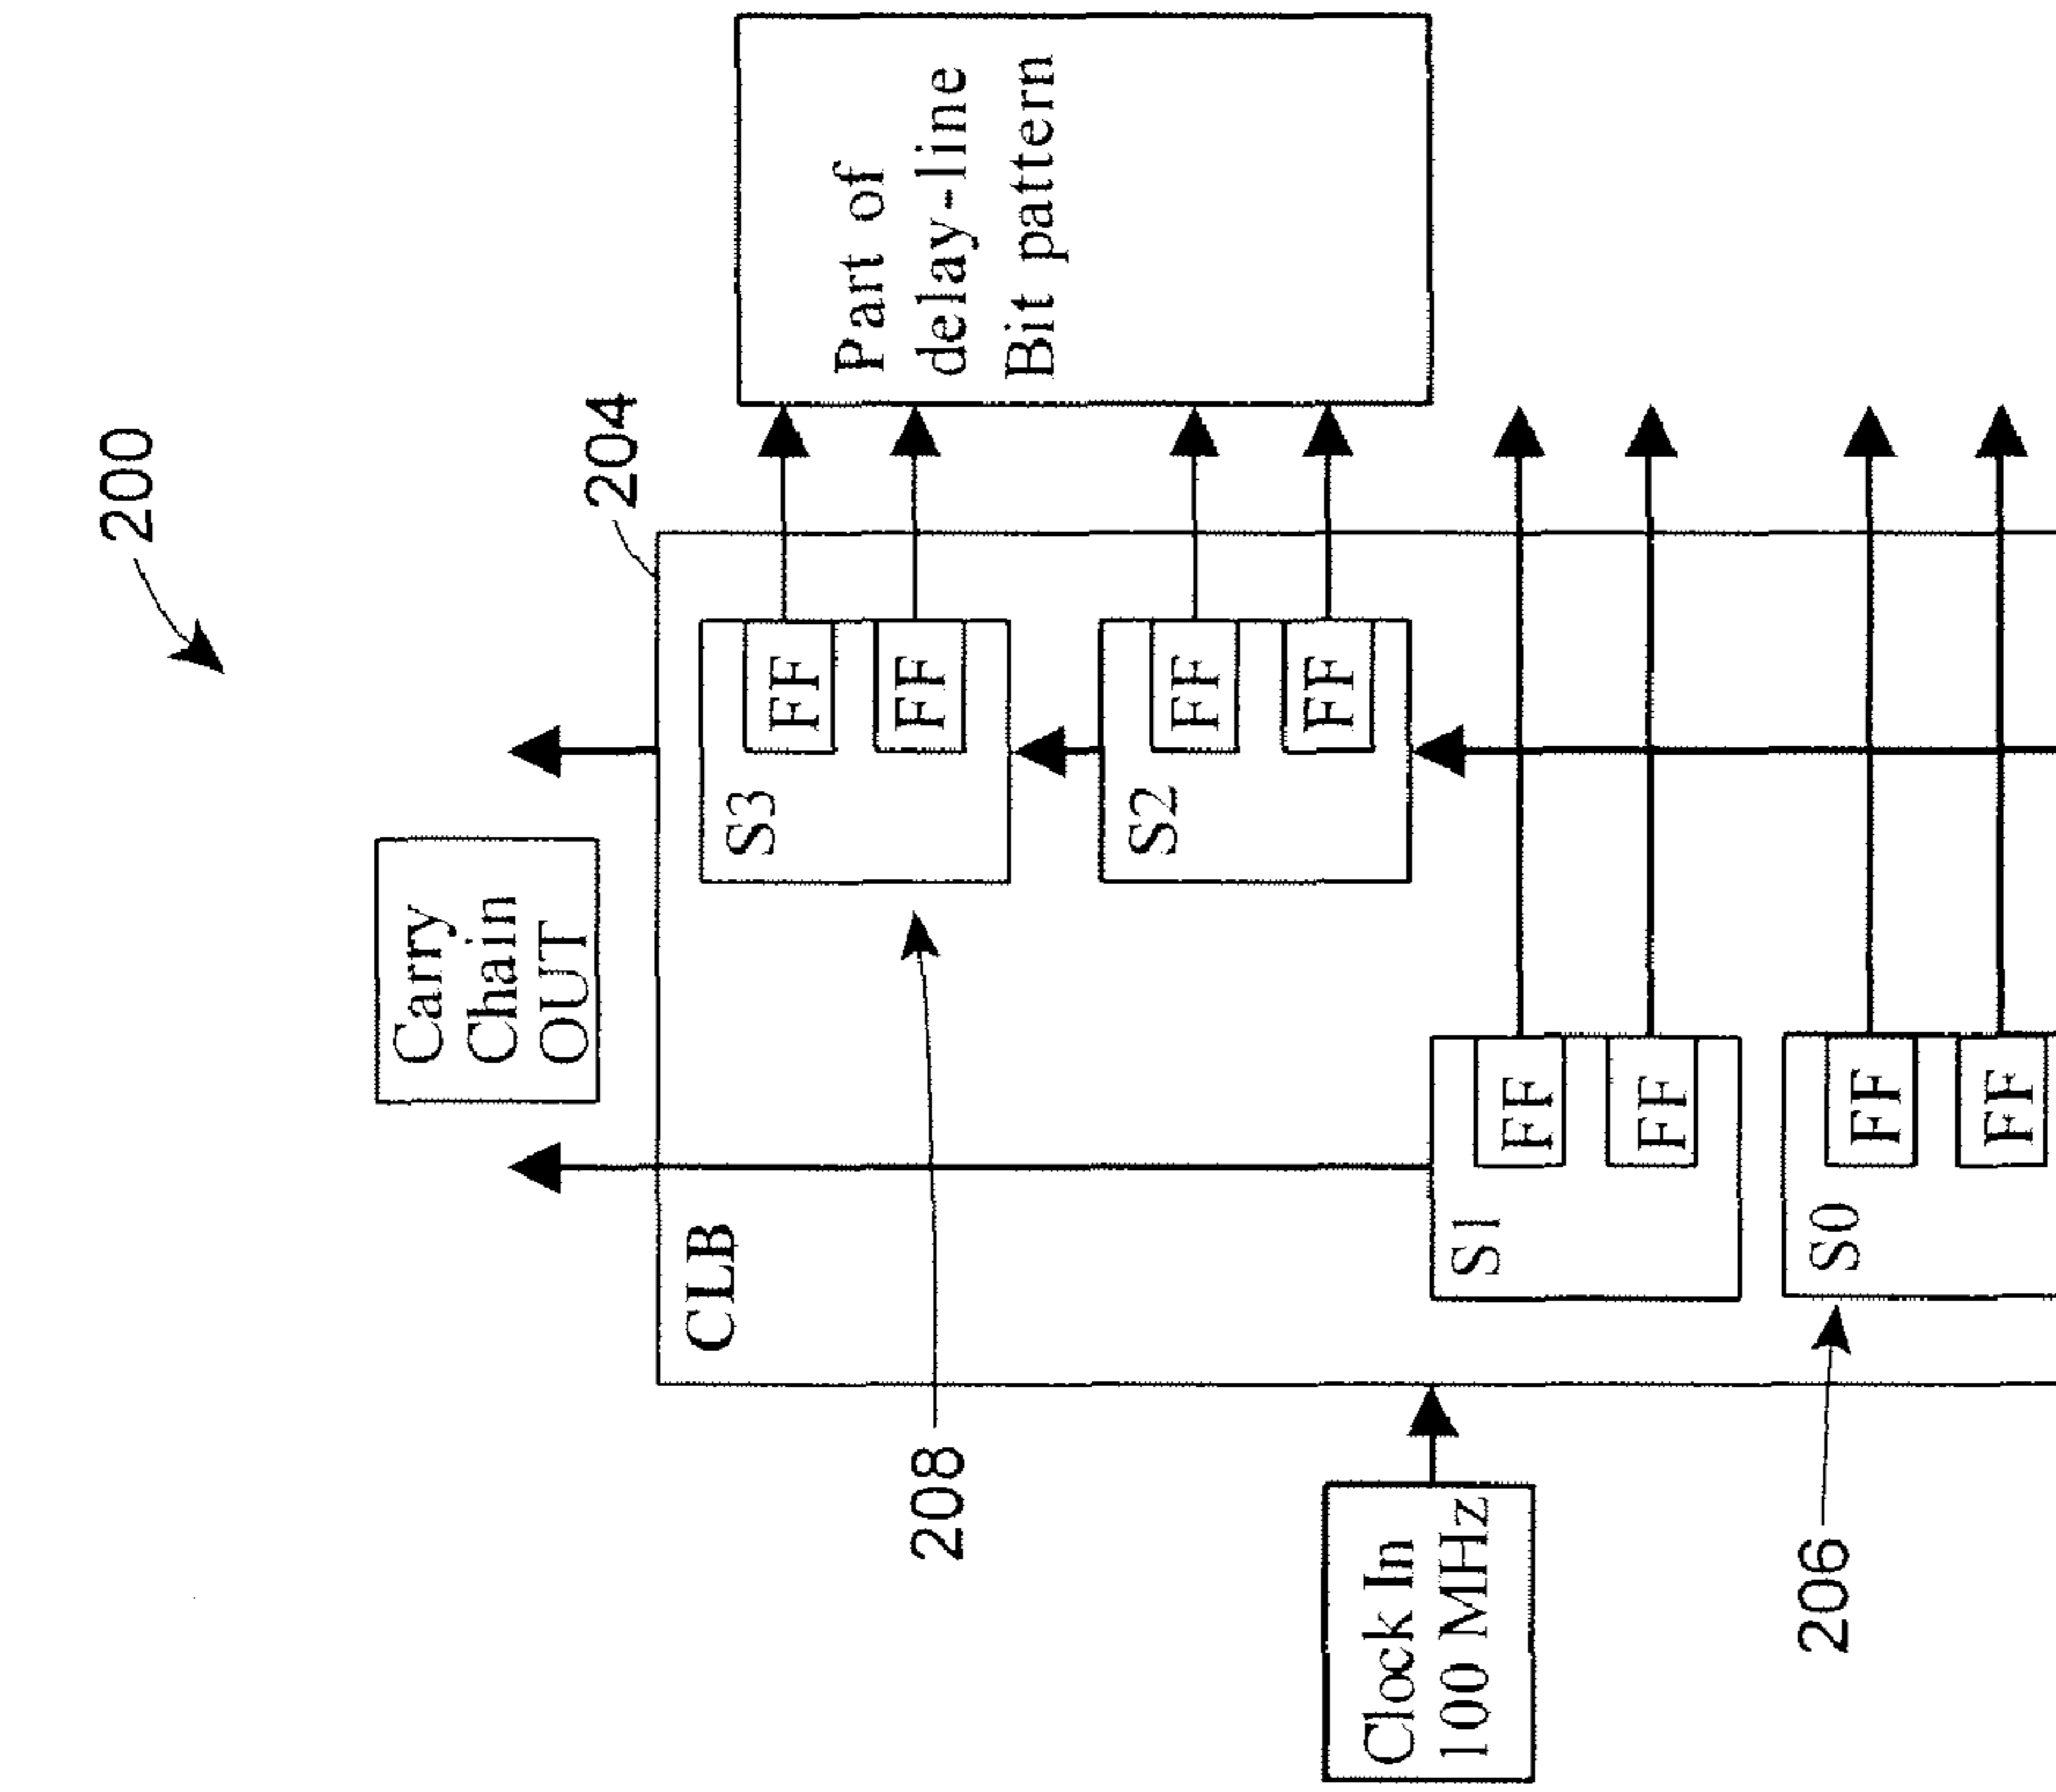 200
204
Carry
Chain
OUT
CLB
S3
FF
FF
S2
FF
FF
Part of
delay-line
Bit pattern
208
S1
FF
FF
S0
FF
FF
Clock In
100 MHz
206